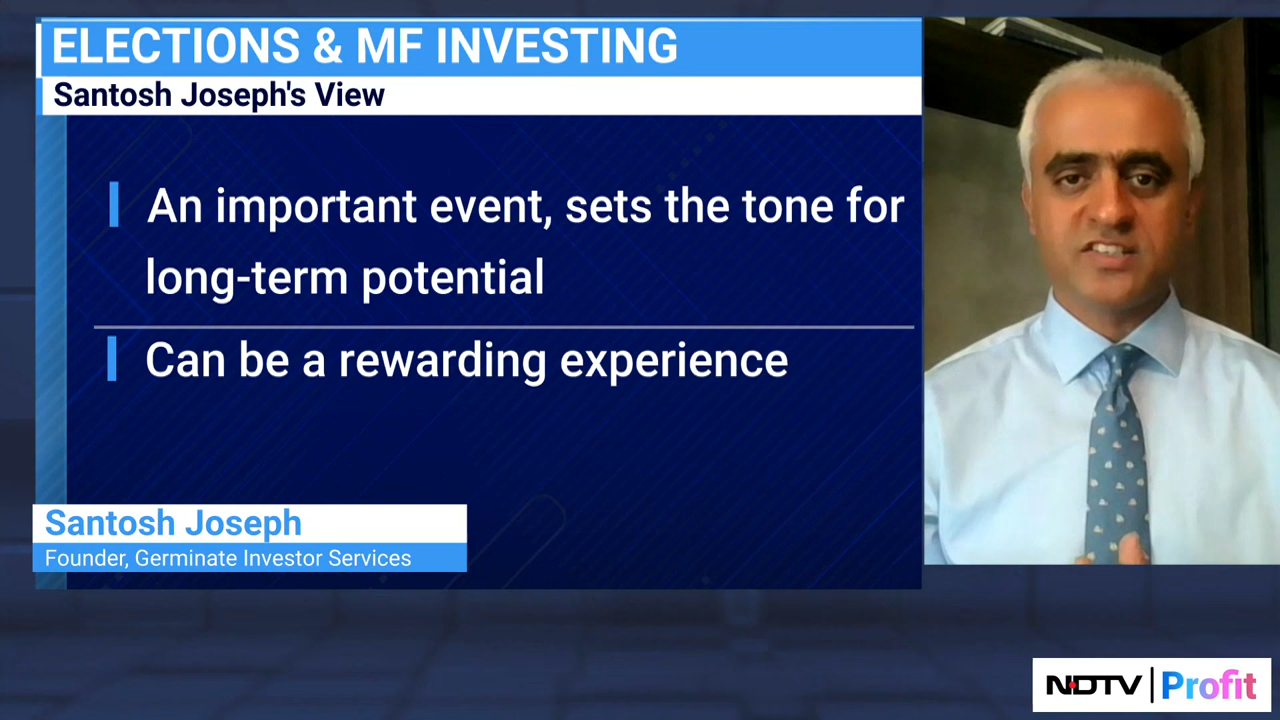 ELECTIONS & MF INVESTING
Santosh Joseph's View
An important event, sets the tone for
long-term potential
Can be a rewarding experience
Santosh Joseph
Founder, Germinate Investor Services
NDTV Profit